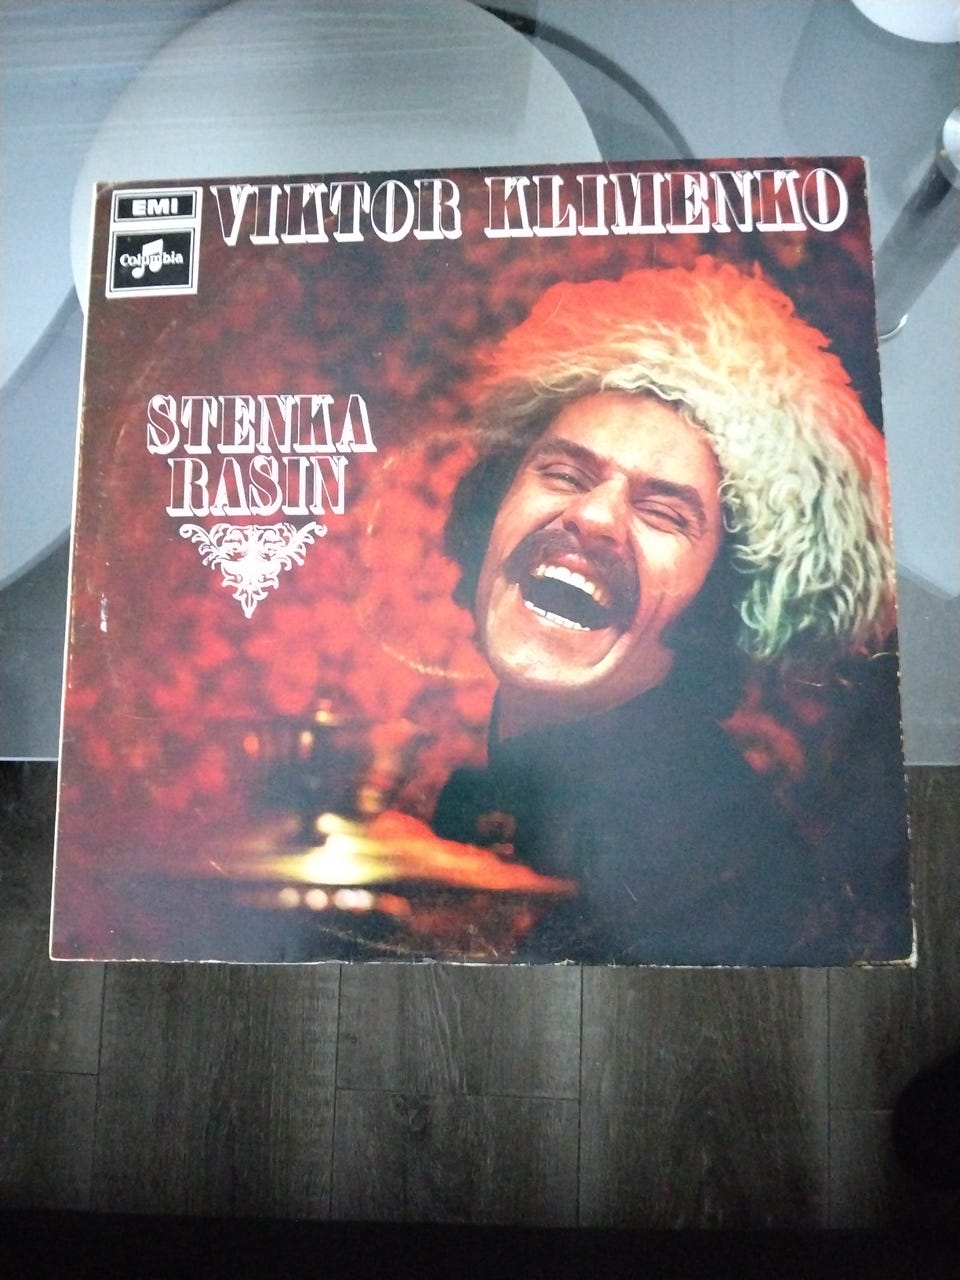 EMI
VIKTOR KLIMENKO
Columbia
STENKA
RASIN